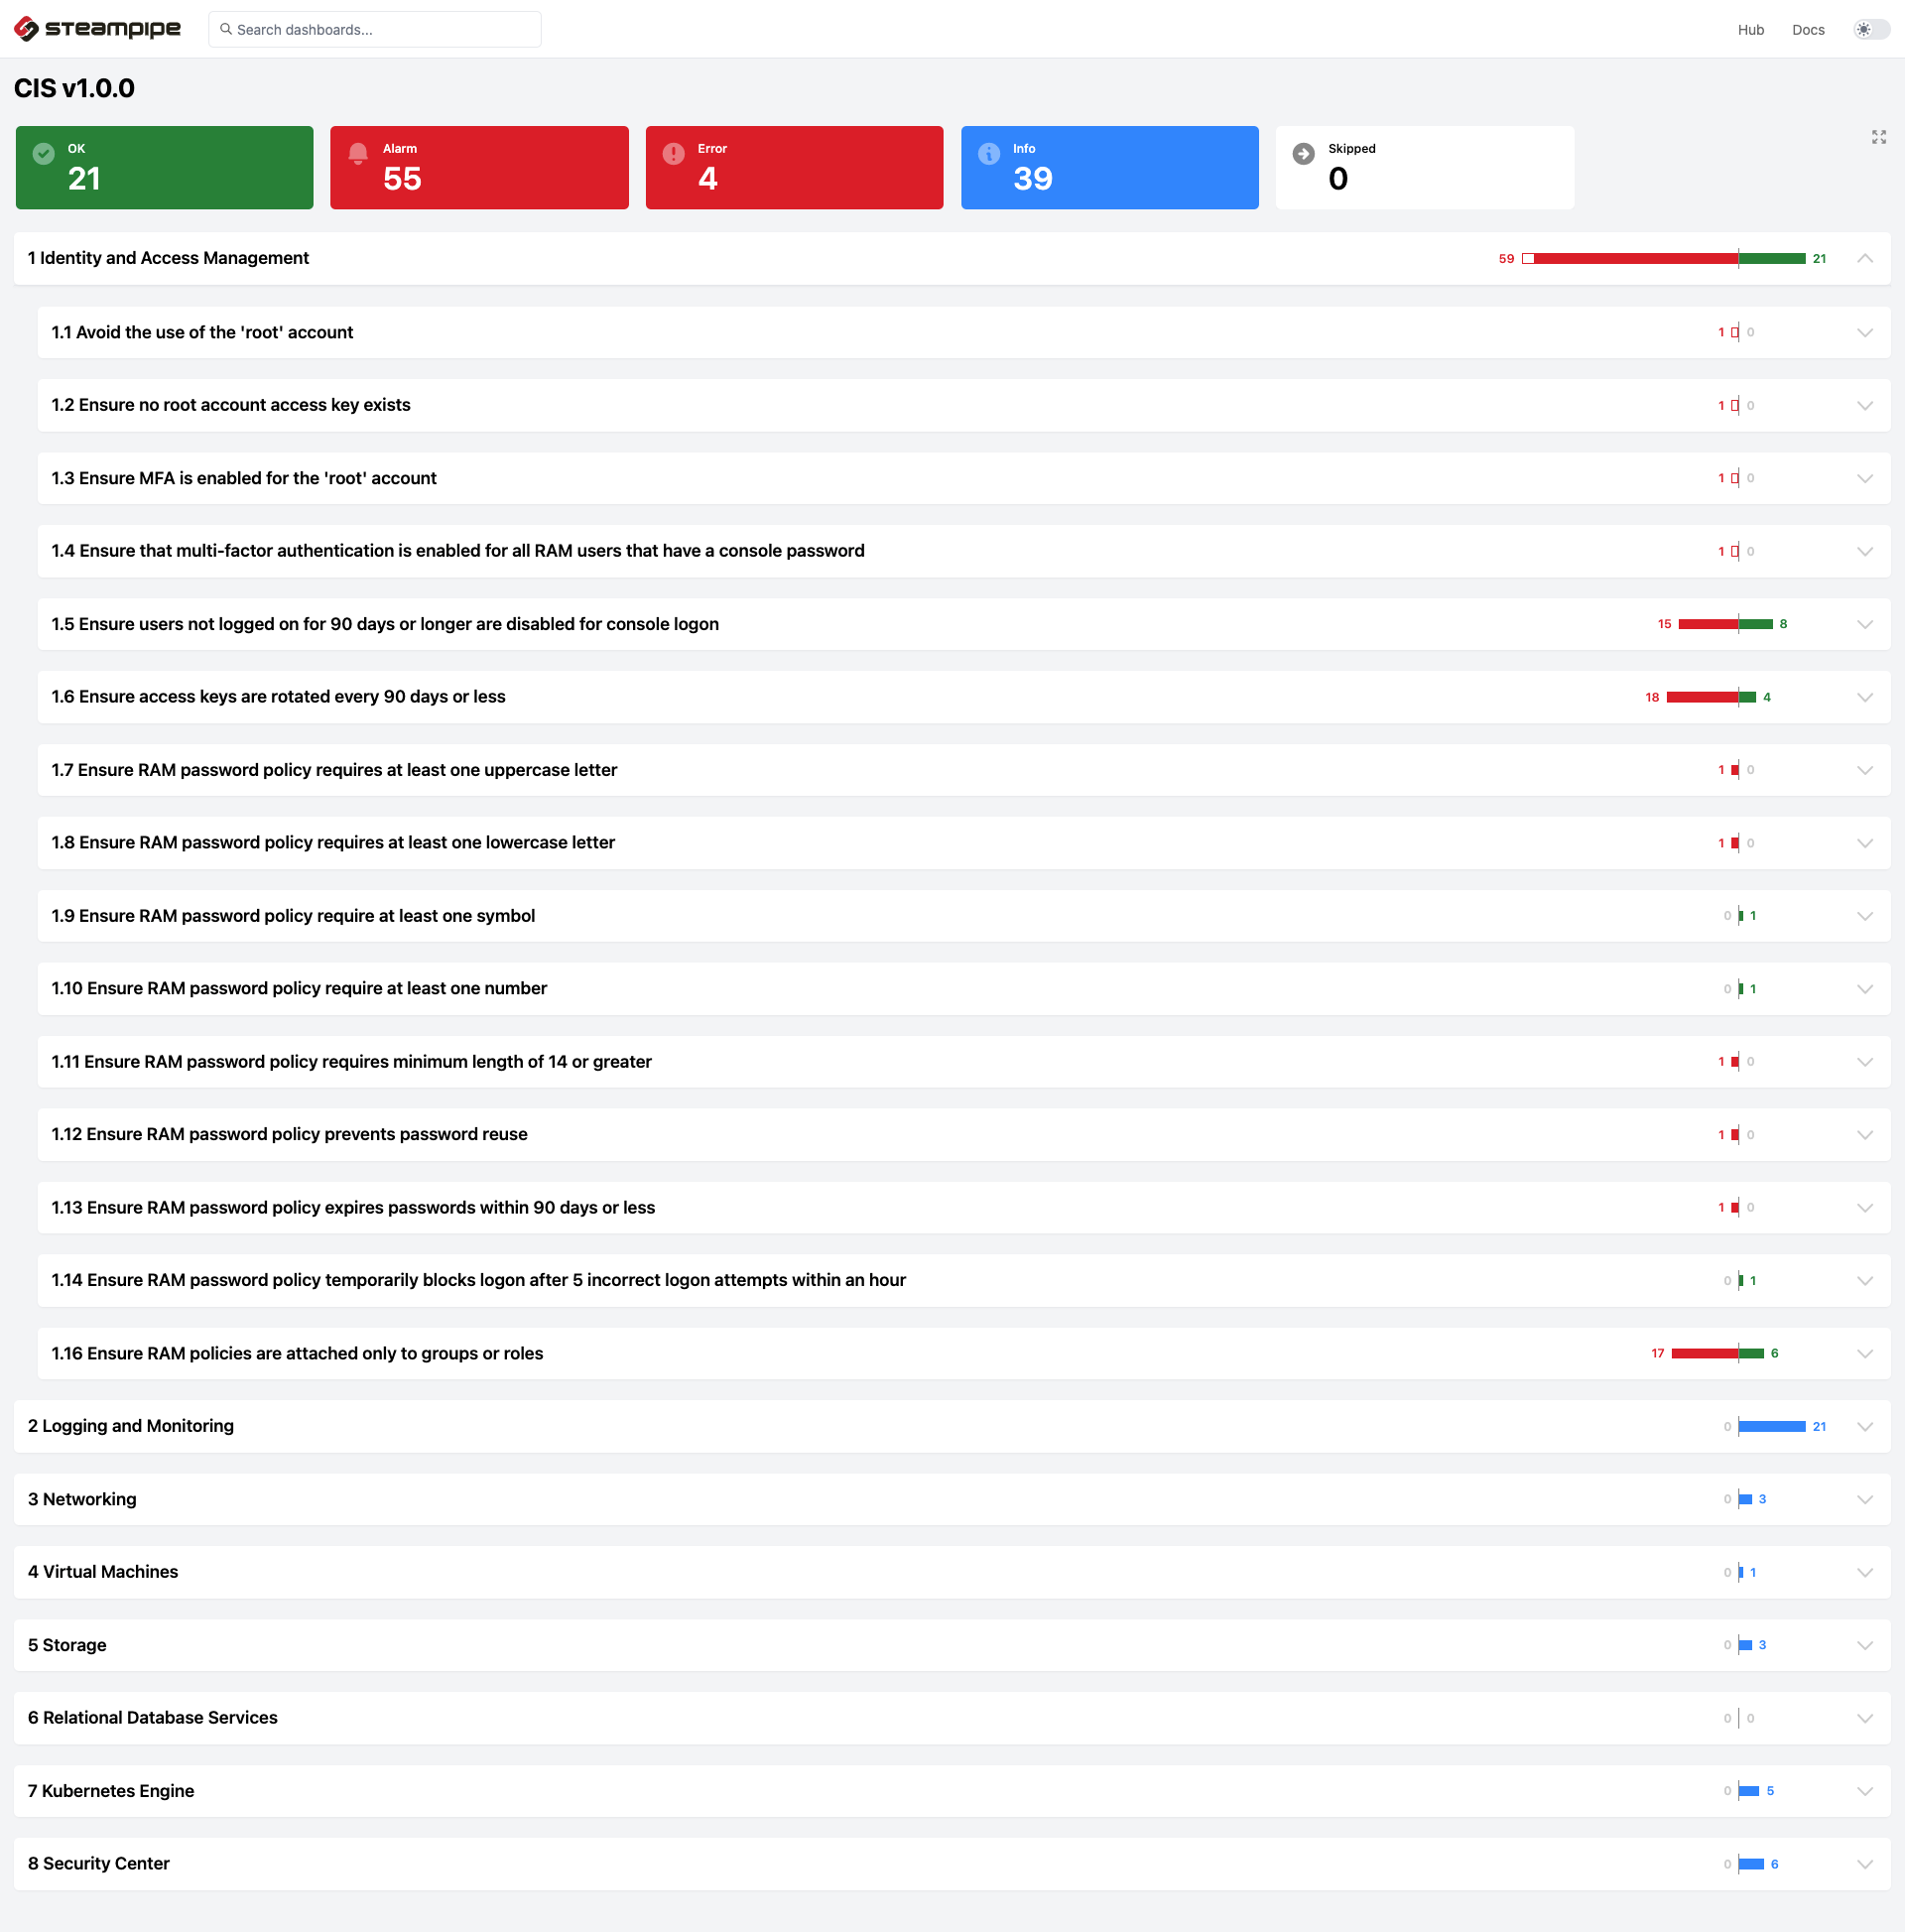 steampipe
Search dashboards...
Hub
Docs
CIS v1.0.0
OK
21
Alarm
55
Error
4
Info
39
Skipped
0
1 Identity and Access Management 59 21
1.1 Avoid the use of the 'root' account 1 0
1.2 Ensure no root account access key exists 1 0
1.3 Ensure MFA is enabled for the 'root' account 1 0
1.4 Ensure that multi-factor authentication is enabled for all RAM users that have a console password 1 0
1.5 Ensure users not logged on for 90 days or longer are disabled for console logon 15 8
1.6 Ensure access keys are rotated every 90 days or less 18 4
1.7 Ensure RAM password policy requires at least one uppercase letter 1 0
1.8 Ensure RAM password policy requires at least one lowercase letter 1 0
1.9 Ensure RAM password policy require at least one symbol 0 1
1.10 Ensure RAM password policy require at least one number 0 1
1.11 Ensure RAM password policy requires minimum length of 14 or greater 1 0
1.12 Ensure RAM password policy prevents password reuse 1 0
1.13 Ensure RAM password policy expires passwords within 90 days or less 1 0
1.14 Ensure RAM password policy temporarily blocks logon after 5 incorrect logon attempts within an hour 0 1
1.16 Ensure RAM policies are attached only to groups or roles 17 6
2 Logging and Monitoring 0 21
3 Networking 0 3
4 Virtual Machines 0 1
5 Storage 0 3
6 Relational Database Services 0 0
7 Kubernetes Engine 0 5
8 Security Center 0 6